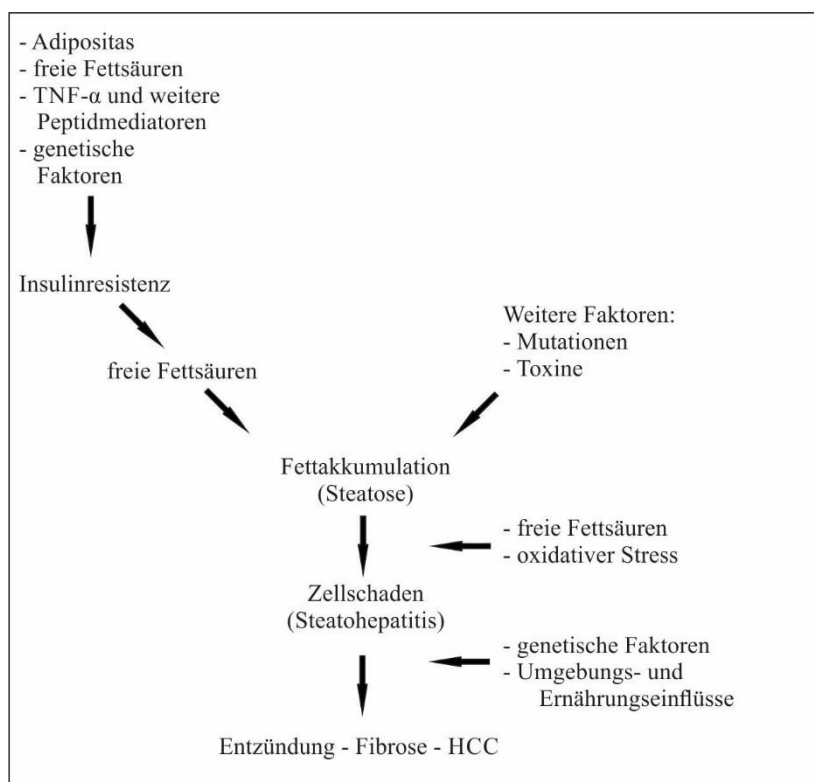 - Adipositas
- freie Fettsäuren
- TNF-α und weitere
Peptidmediatoren
- genetische
Faktoren
Insulinresistenz
freie Fettsäuren
Weitere Faktoren:
- Mutationen
- Toxine
Fettakkumulation
(Steatose)
- freie Fettsäuren
- oxidativer Stress
Zellschaden
(Steatohepatitis)
- genetische Faktoren
- Umgebungs- und
Ernährungseinflüsse
Entzündung - Fibrose - HCC